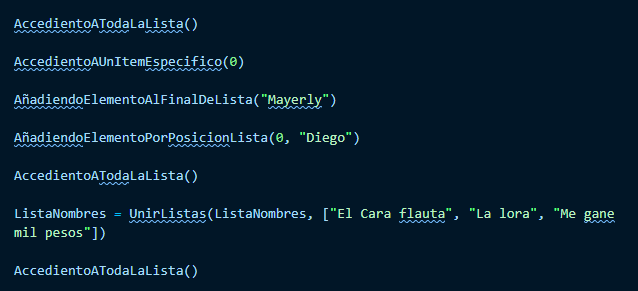 AccedientoATodaLaLista()
AccedientoAUnItemEspecifico(0)
AñadiendoElementoAlFinalDeLista("Mayerly")
AñadiendoElementoPorPosicionLista(0, "Diego")
AccedientoATodaLaLista()
ListaNombres = UnirListas(ListaNombres, ["El Cara flauta", "La lora", "Me gane
mil pesos"])
AccedientoATodaLaLista()